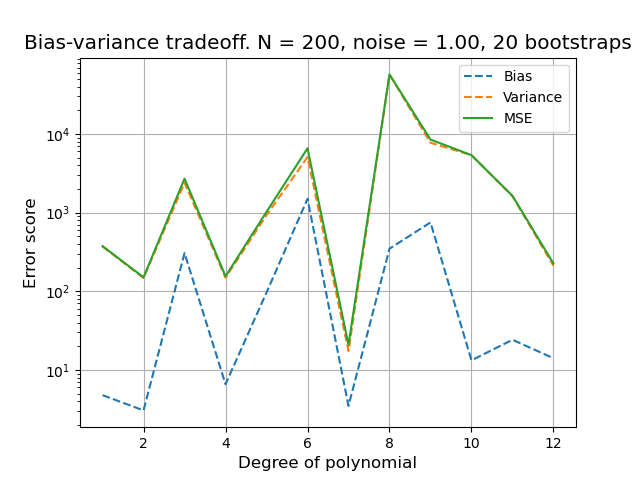 Bias-variance tradeoff. N = 200, noise = 1.00, 20 bootstraps
Bias
Variance
MSE
Error score
10^4
10^3
10^2
10^1
2 4 6 8 10 12
Degree of polynomial